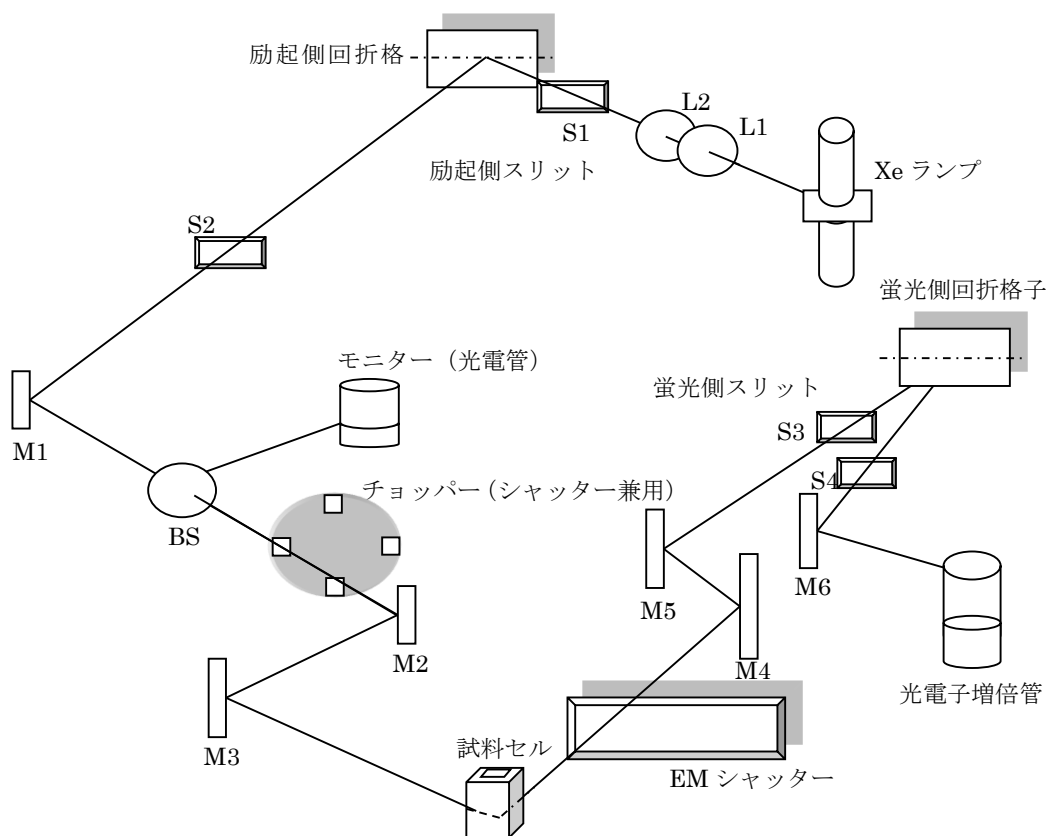 励起側回折格
L2
L1
S1
励起側スリット
Xe ランプ
S2
蛍光側回折格子
モニター（光電管）
蛍光側スリット
S3
M1
チョッパー（シャッター兼用）
S4
BS
M6
M5
M2
M4
光電子増倍管
M3
試料セル
EM シャッター